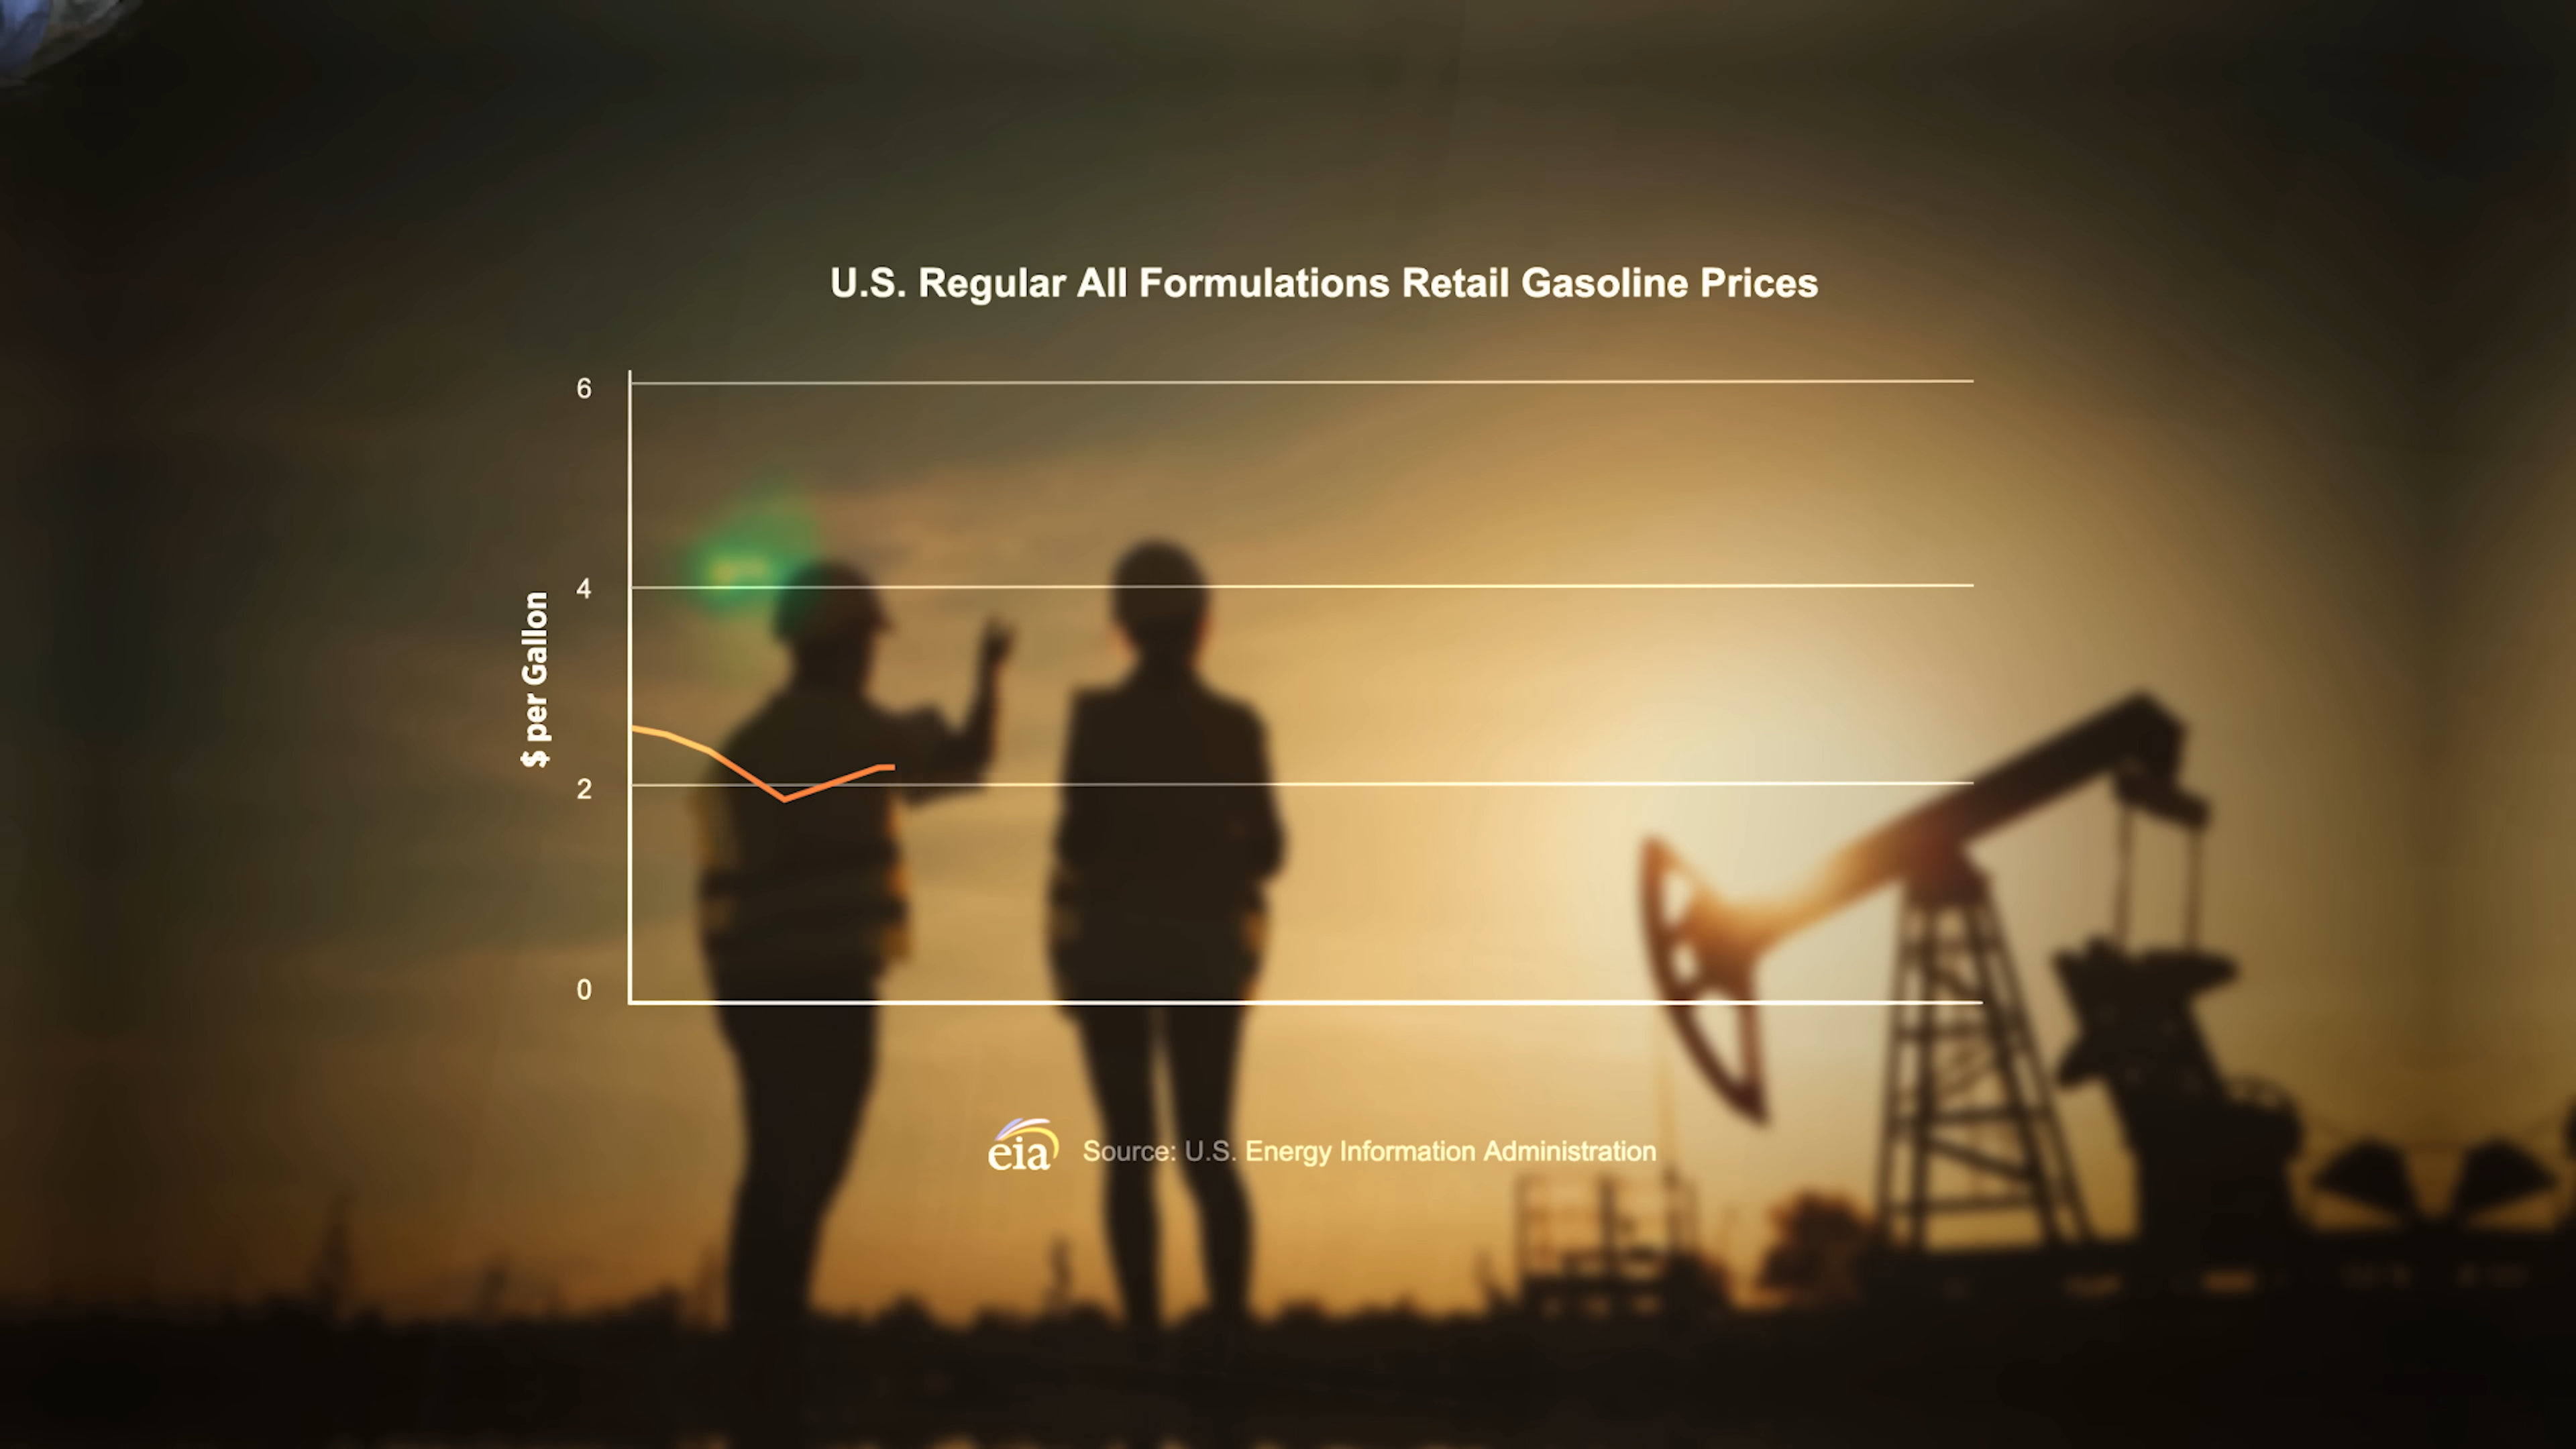 U.S. Regular All Formulations Retail Gasoline Prices
6
4
2
0
$ per Gallon
eia
Source: U.S. Energy Information Administration